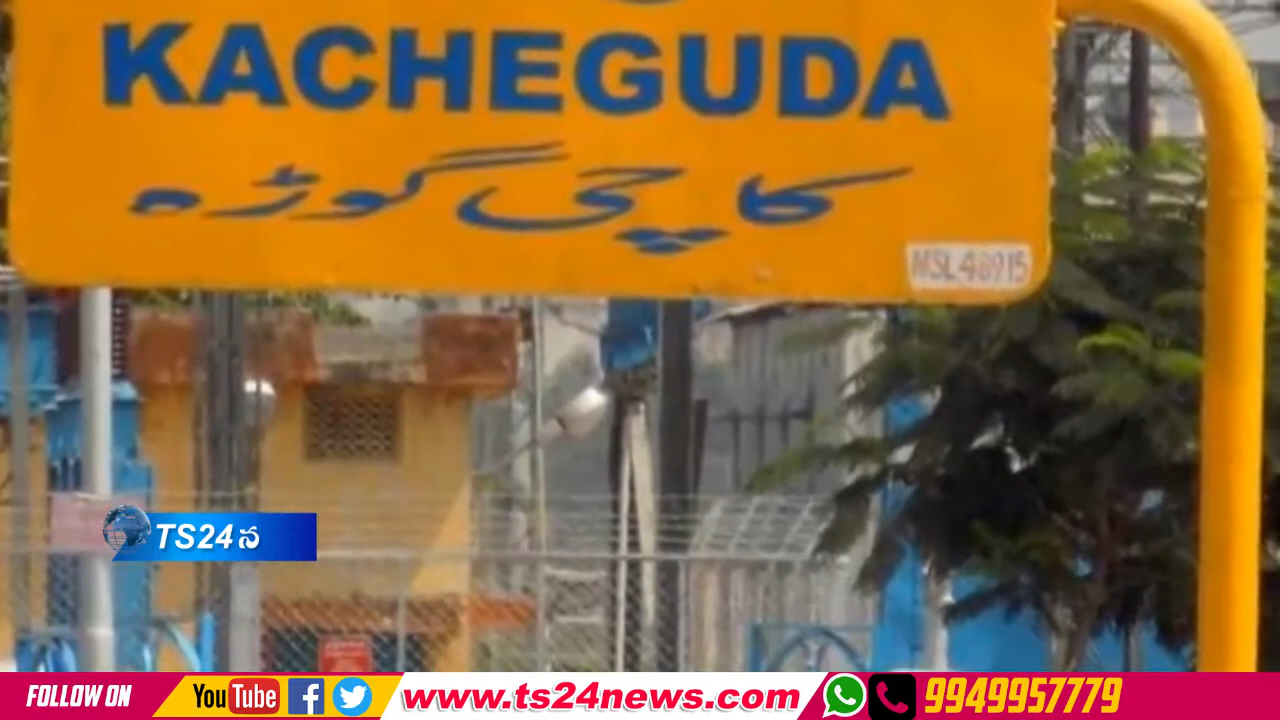 KACHEGUDA
کاچی گوڑہ
MSL 48915
TS24 న
FOLLOW ON
YouTube
www.ts24news.com
9949957779